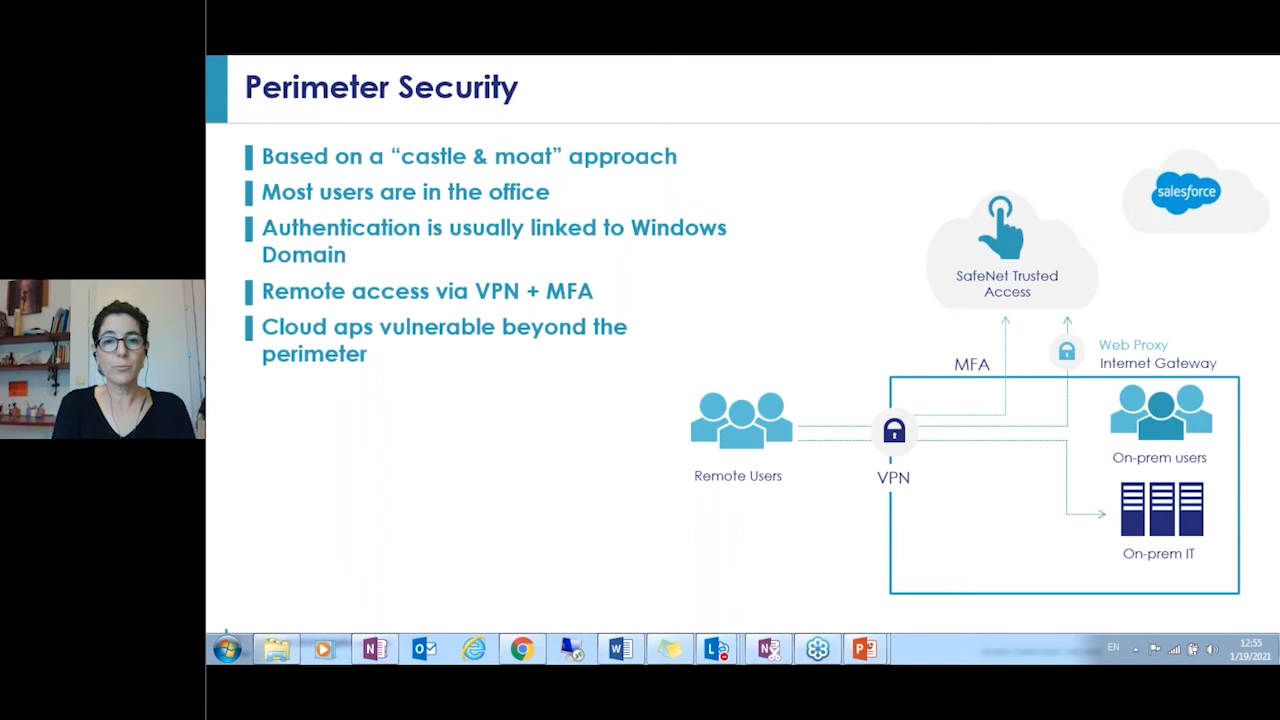 Perimeter Security
Based on a “castle & moat” approach
Most users are in the office
Authentication is usually linked to Windows
Domain
Remote access via VPN + MFA
Cloud aps vulnerable beyond the
perimeter
salesforce
SafeNet Trusted
Access
Web Proxy
Internet Gateway
MFA
On-prem users
Remote Users
VPN
On-prem IT
EN
12:55
1/19/2021